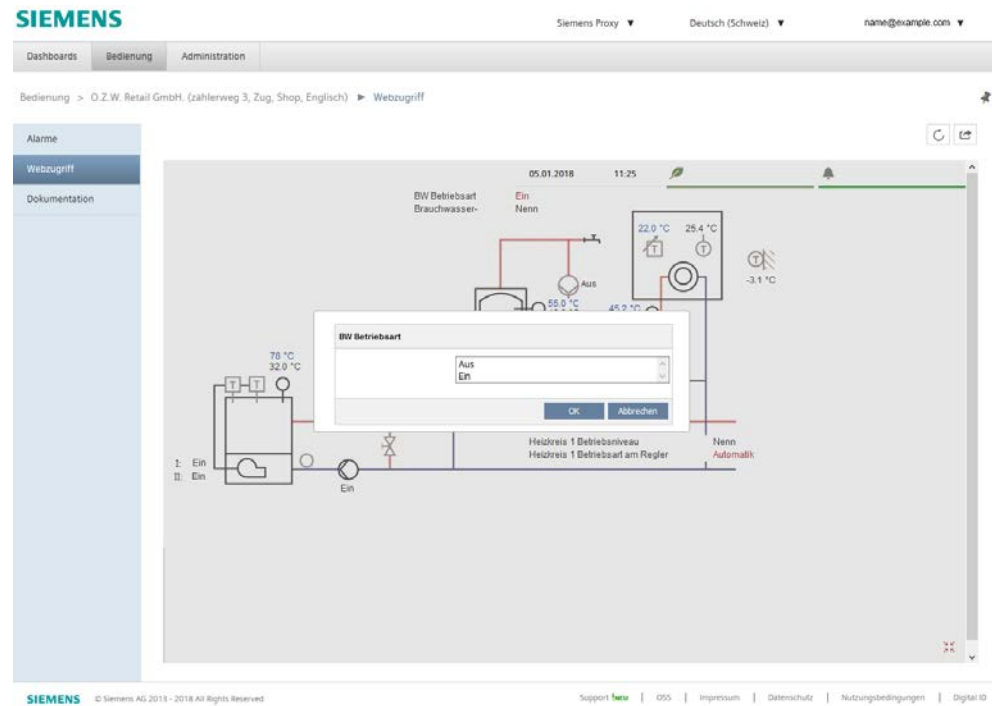 SIEMENS
Siemens Proxy ▼ Deutsch (Schweiz) ▼ name@example.com ▼
Dashboards Bedienung Administration
Bedienung > O.Z.W. Retail GmbH. (zählerweg 3, Zug, Shop, Englisch) ► Webzugriff
Alarme
Webzugriff
Dokumentation
05.01.2018 11:25
BW Betriebsart Ein
Brauchwasser- Nenn
22.0 °C 25.4 °C
T T
T
-3.1 °C
Aus
55.0 °C
45.2 °C
BW Betriebsart
Aus
Ein
OK Abbrechen
78 °C
32.0 °C
T T
Heizkreis 1 Betriebsniveau Nenn
Heizkreis 1 Betriebsart am Regler Automatik
I: Ein
II: Ein
Ein
SIEMENS © Siemens AG 2013 - 2018 All Rights Reserved. Support New | OSS | Impressum | Datenschutz | Nutzungsbedingungen | Digital ID